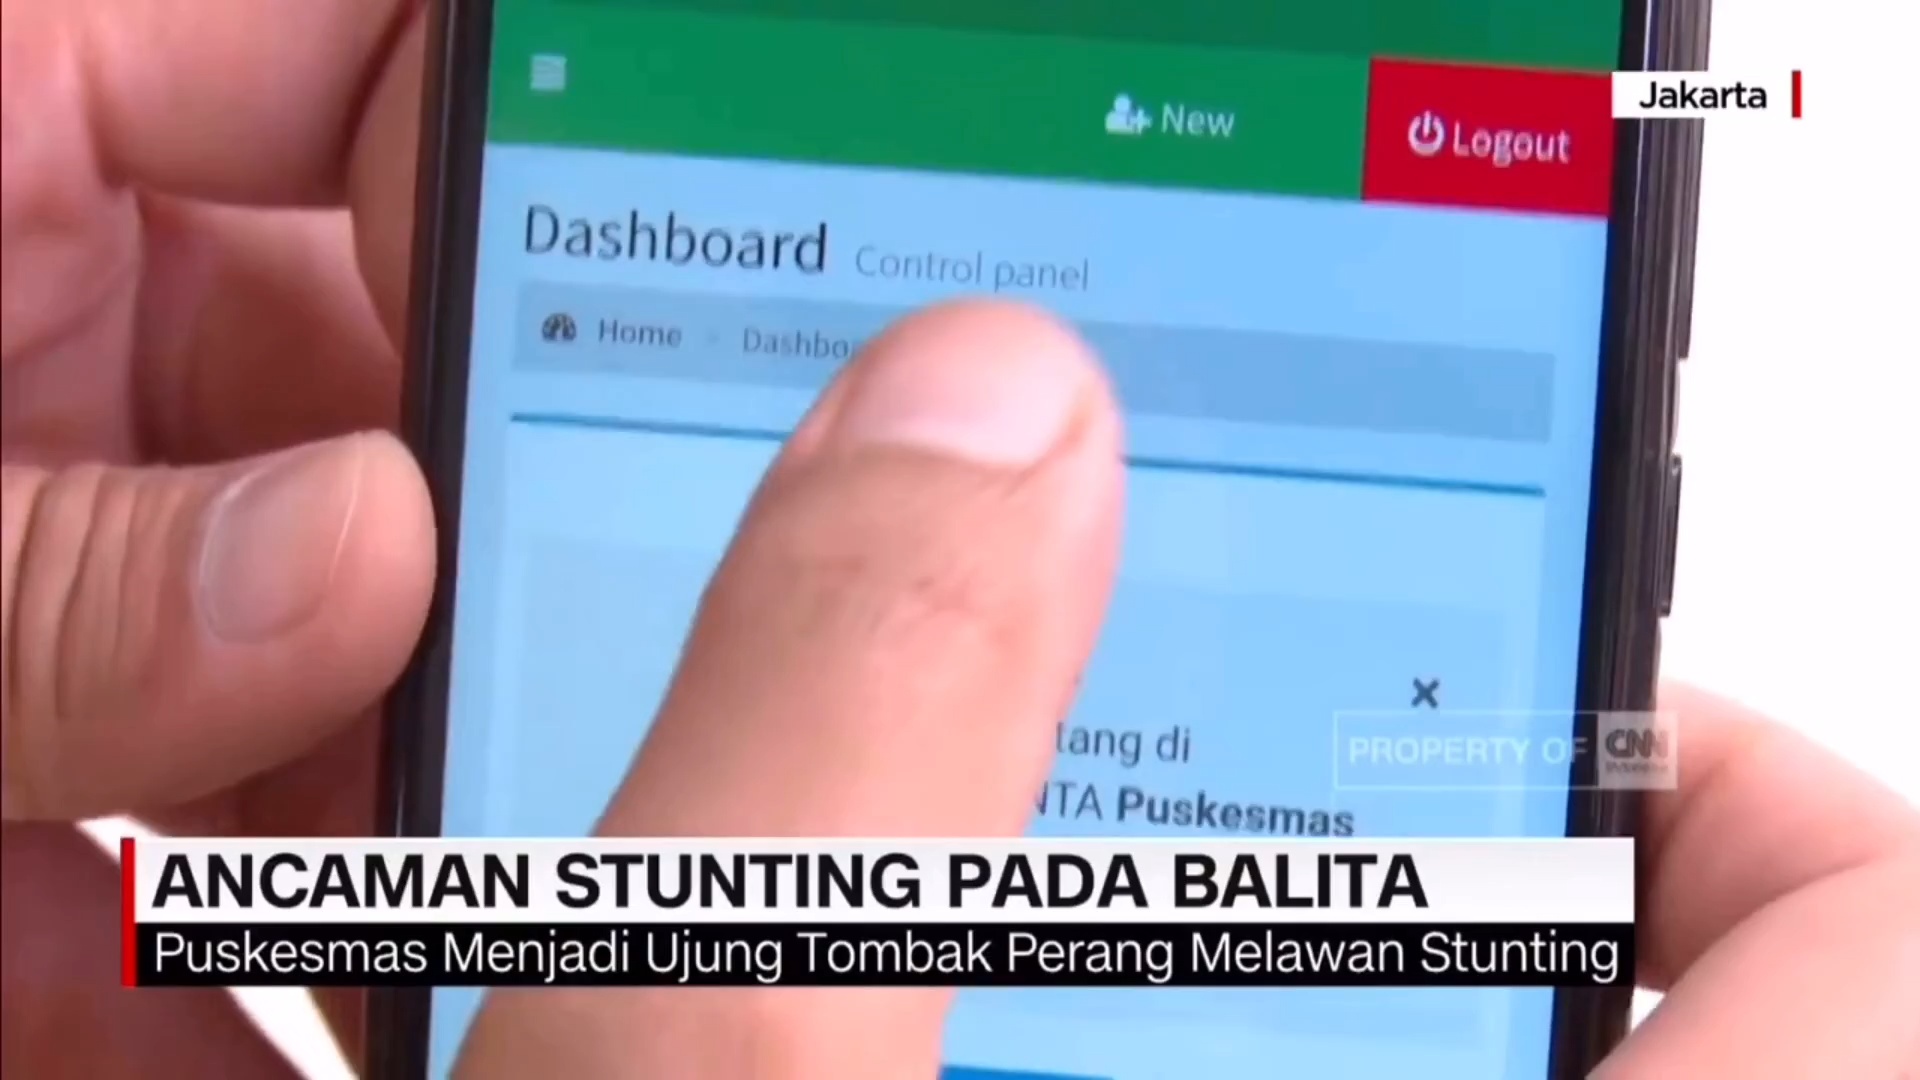 Jakarta
New
Logout
Dashboard Control panel
Home Dashbo
tang di
NTA Puskesmas
PROPERTY OF CNN
ANCAMAN STUNTING PADA BALITA
Puskesmas Menjadi Ujung Tombak Perang Melawan Stunting